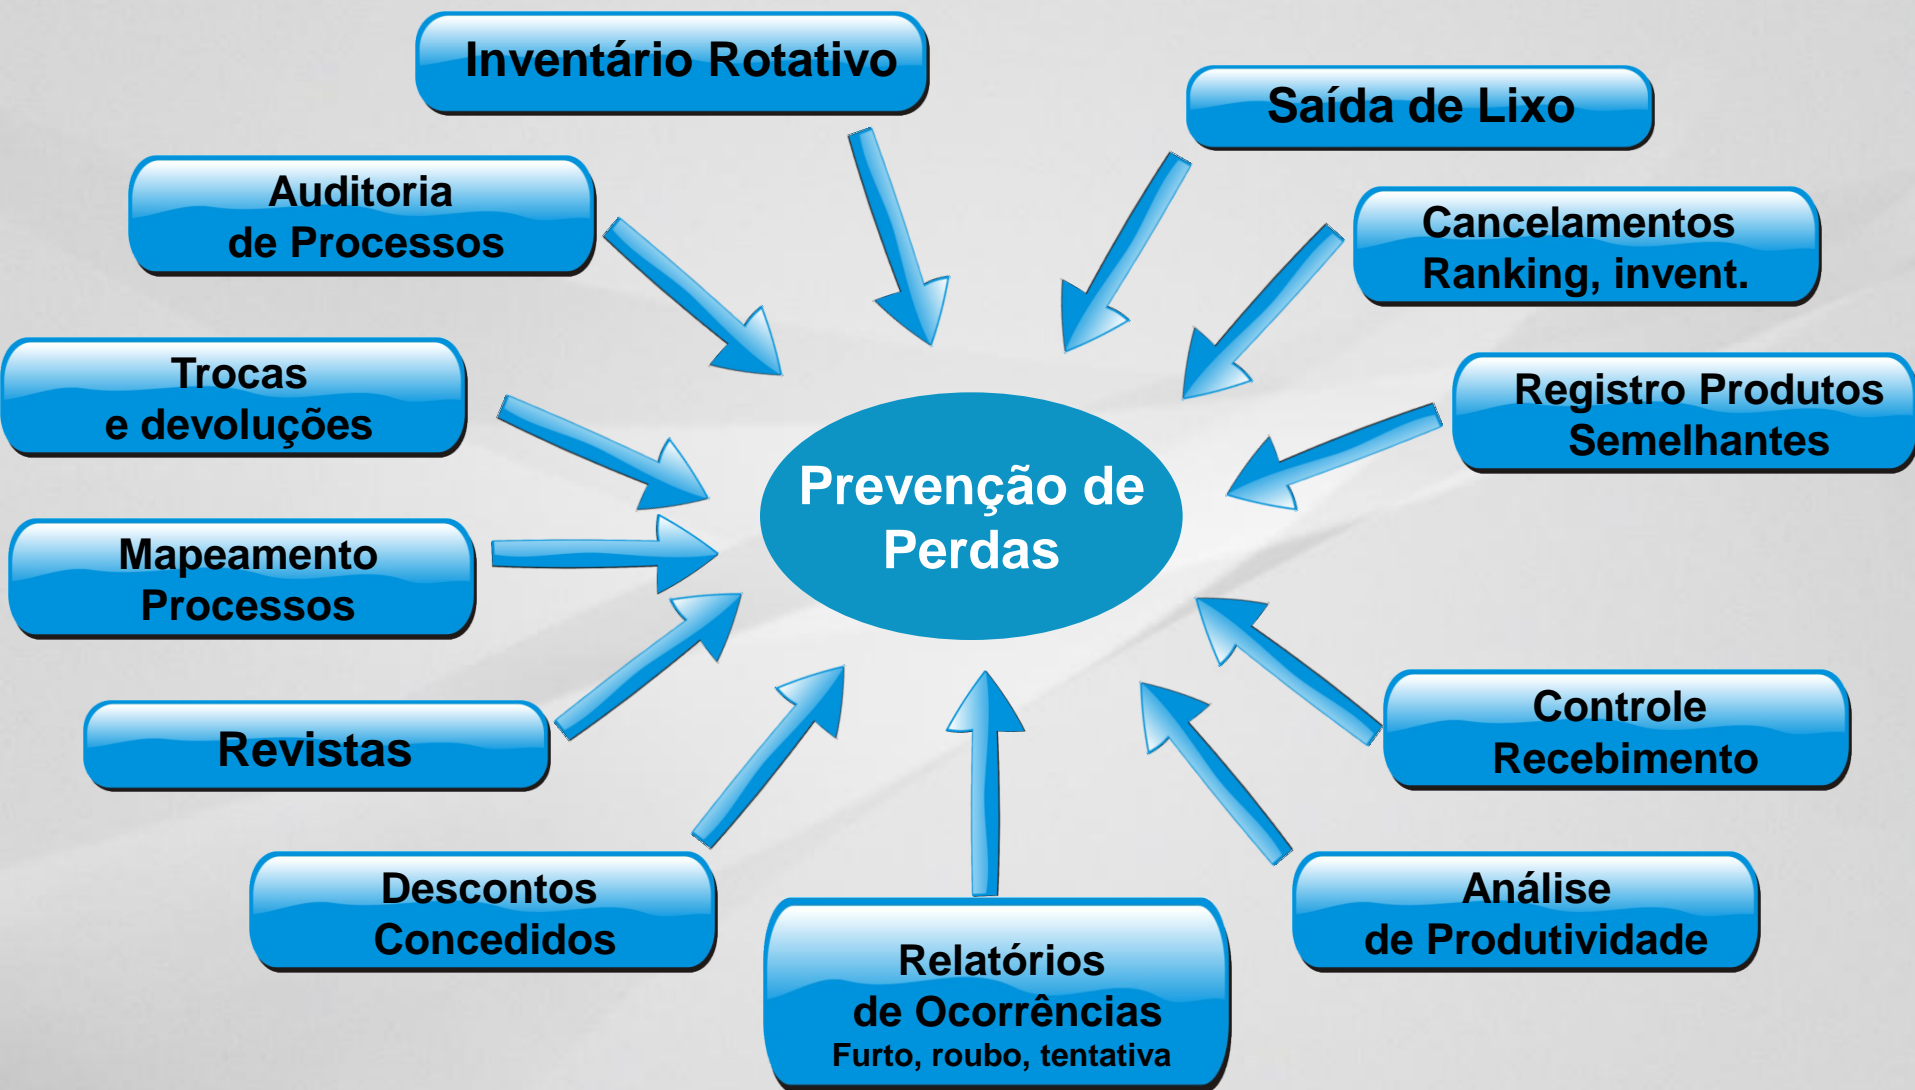 Inventário Rotativo
Saída de Lixo
Auditoria
de Processos
Cancelamentos
Ranking, invent.
Trocas
e devoluções
Registro Produtos
Semelhantes
Prevenção de
Perdas
Mapeamento
Processos
Revistas
Controle
Recebimento
Descontos
Concedidos
Análise
de Produtividade
Relatórios
de Ocorrências
Furto, roubo, tentativa